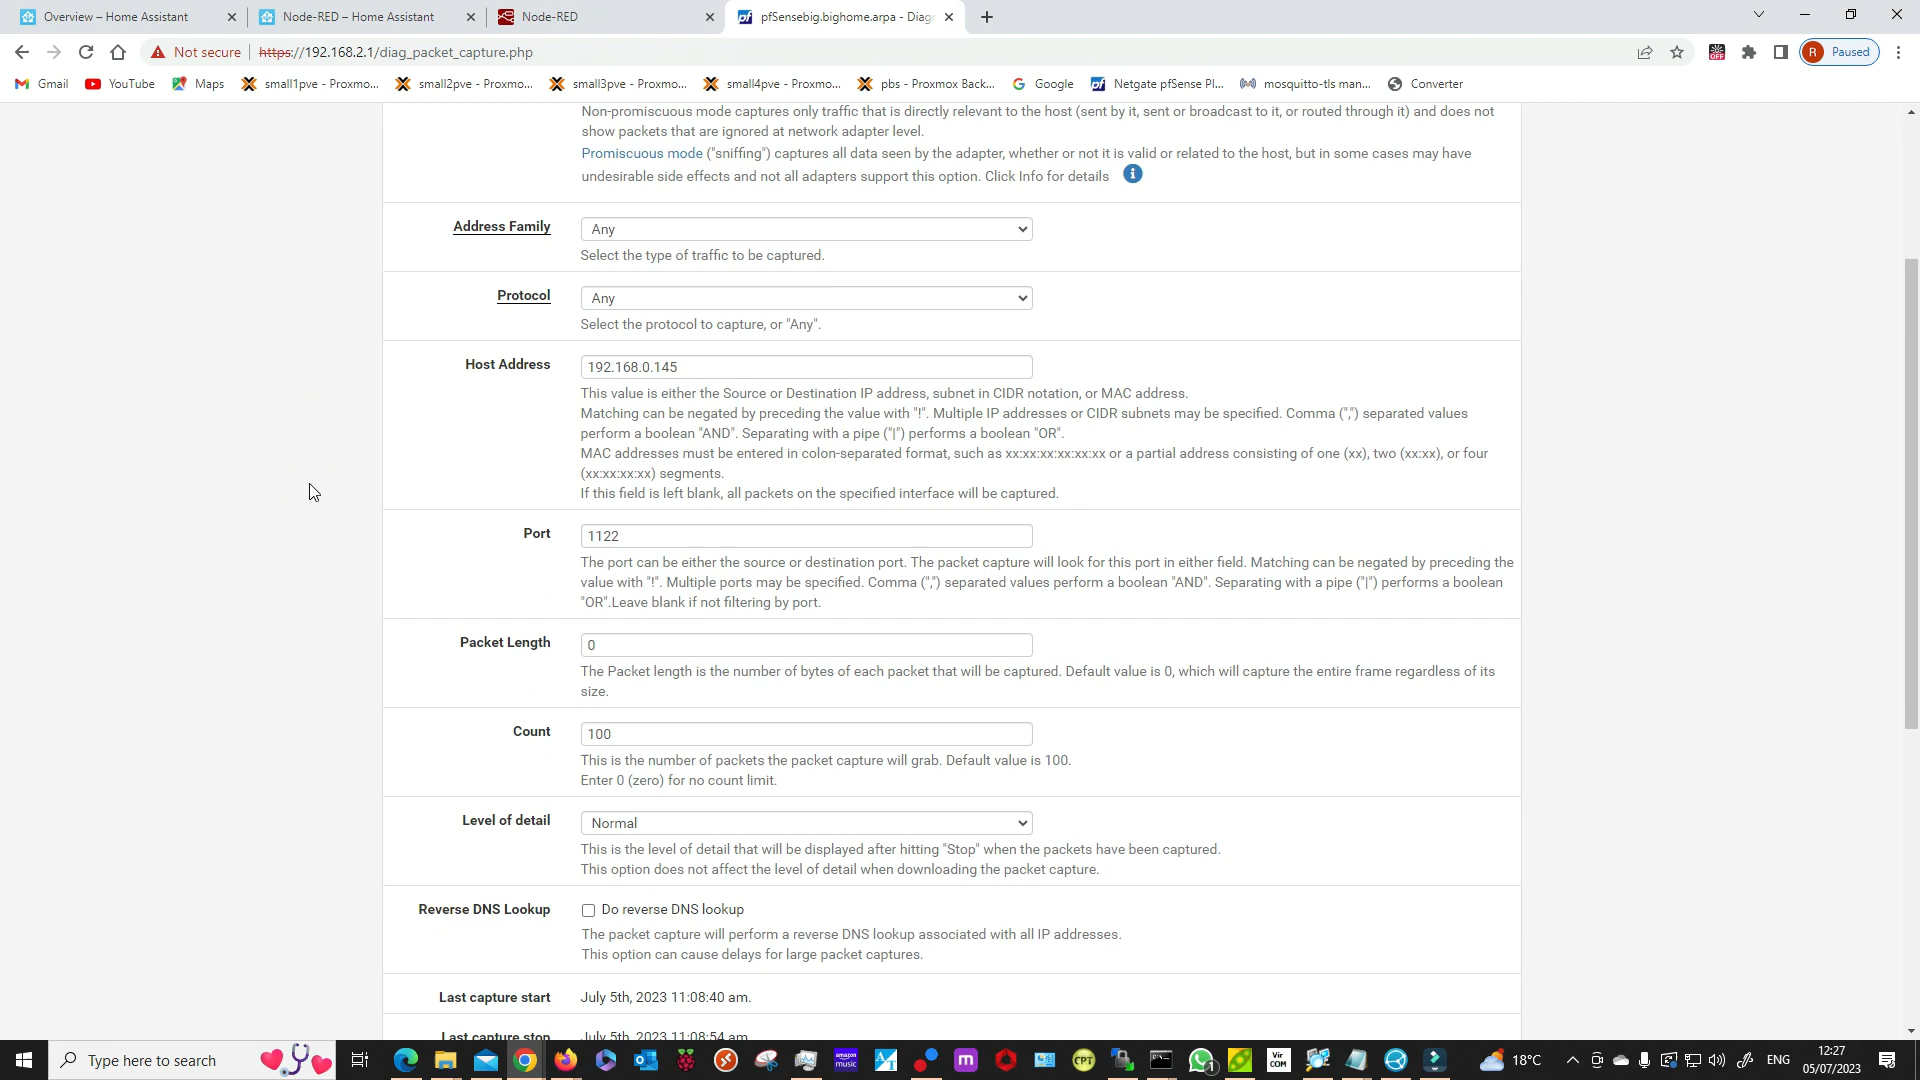 Overview – Home Assistant
Node-RED – Home Assistant
Node-RED
pfSensebig.bighome.arpa - Diag
Not secure
https://192.168.2.1/diag_packet_capture.php
OFF
R
Paused
Gmail
YouTube
Maps
small1pve - Proxmo...
small2pve - Proxmo...
small3pve - Proxmo...
small4pve - Proxmo...
pbs - Proxmox Back...
Google
Netgate pfSense Pl...
mosquitto-tls man...
Converter
Non-promiscuous mode captures only traffic that is directly relevant to the host (sent by it, sent or broadcast to it, or routed through it) and does not
show packets that are ignored at network adapter level.
Promiscuous mode ("sniffing") captures all data seen by the adapter, whether or not it is valid or related to the host, but in some cases may have
undesirable side effects and not all adapters support this option. Click Info for details
Address Family
Any
Select the type of traffic to be captured.
Protocol
Any
Select the protocol to capture, or "Any".
Host Address
192.168.0.145
This value is either the Source or Destination IP address, subnet in CIDR notation, or MAC address.
Matching can be negated by preceding the value with "!". Multiple IP addresses or CIDR subnets may be specified. Comma (",") separated values
perform a boolean "AND". Separating with a pipe ("|") performs a boolean "OR".
MAC addresses must be entered in colon-separated format, such as xx:xx:xx:xx:xx:xx or a partial address consisting of one (xx), two (xx:xx), or four
(xx:xx:xx:xx) segments.
If this field is left blank, all packets on the specified interface will be captured.
Port
1122
The port can be either the source or destination port. The packet capture will look for this port in either field. Matching can be negated by preceding the
value with "!". Multiple ports may be specified. Comma (",") separated values perform a boolean "AND". Separating with a pipe ("|") performs a boolean
"OR".Leave blank if not filtering by port.
Packet Length
0
The Packet length is the number of bytes of each packet that will be captured. Default value is 0, which will capture the entire frame regardless of its
size.
Count
100
This is the number of packets the packet capture will grab. Default value is 100.
Enter 0 (zero) for no count limit.
Level of detail
Normal
This is the level of detail that will be displayed after hitting "Stop" when the packets have been captured.
This option does not affect the level of detail when downloading the packet capture.
Reverse DNS Lookup
Do reverse DNS lookup
The packet capture will perform a reverse DNS lookup associated with all IP addresses.
This option can cause delays for large packet captures.
Last capture start
July 5th, 2023 11:08:40 am.
Last capture stop
July 5th, 2023 11:08:54 am.
Type here to search
amazon music
CPT
Vir COM
18°C
ENG
12:27
05/07/2023